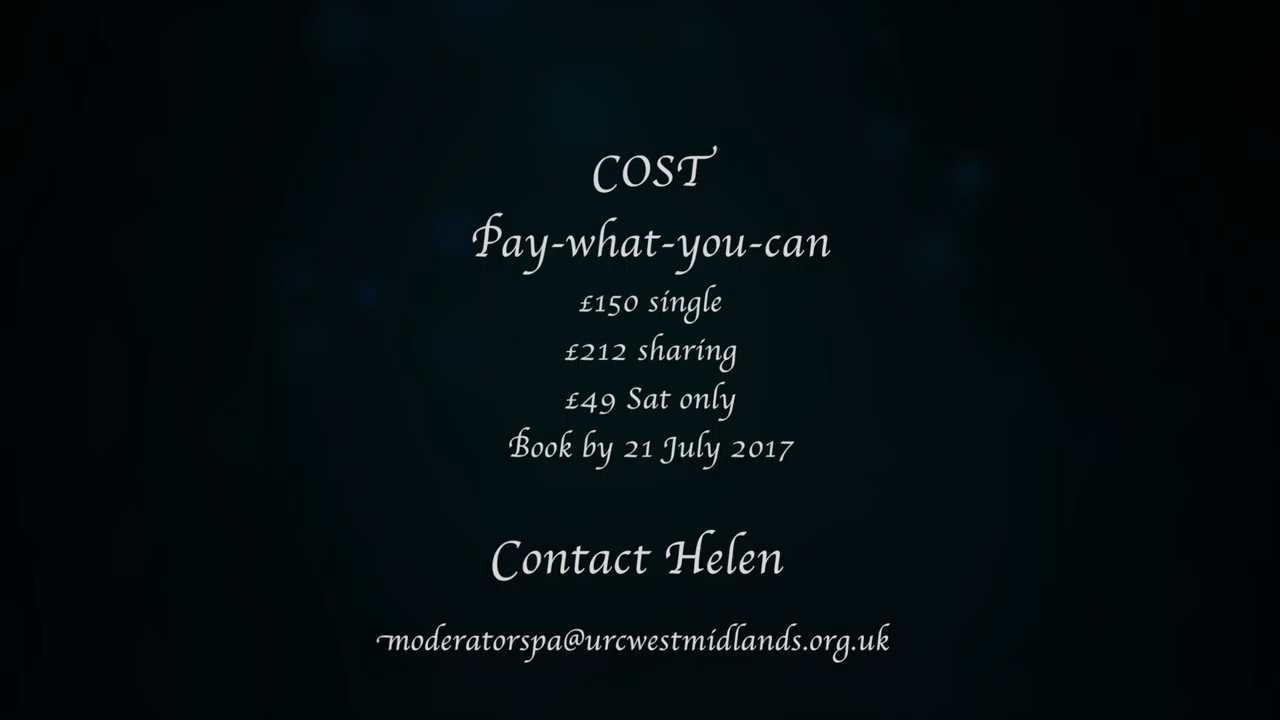 COST
Pay-what-you-can
£150 single
£212 sharing
£49 Sat only
Book by 21 July 2017
Contact Helen
moderatorspa@urcwestmidlands.org.uk